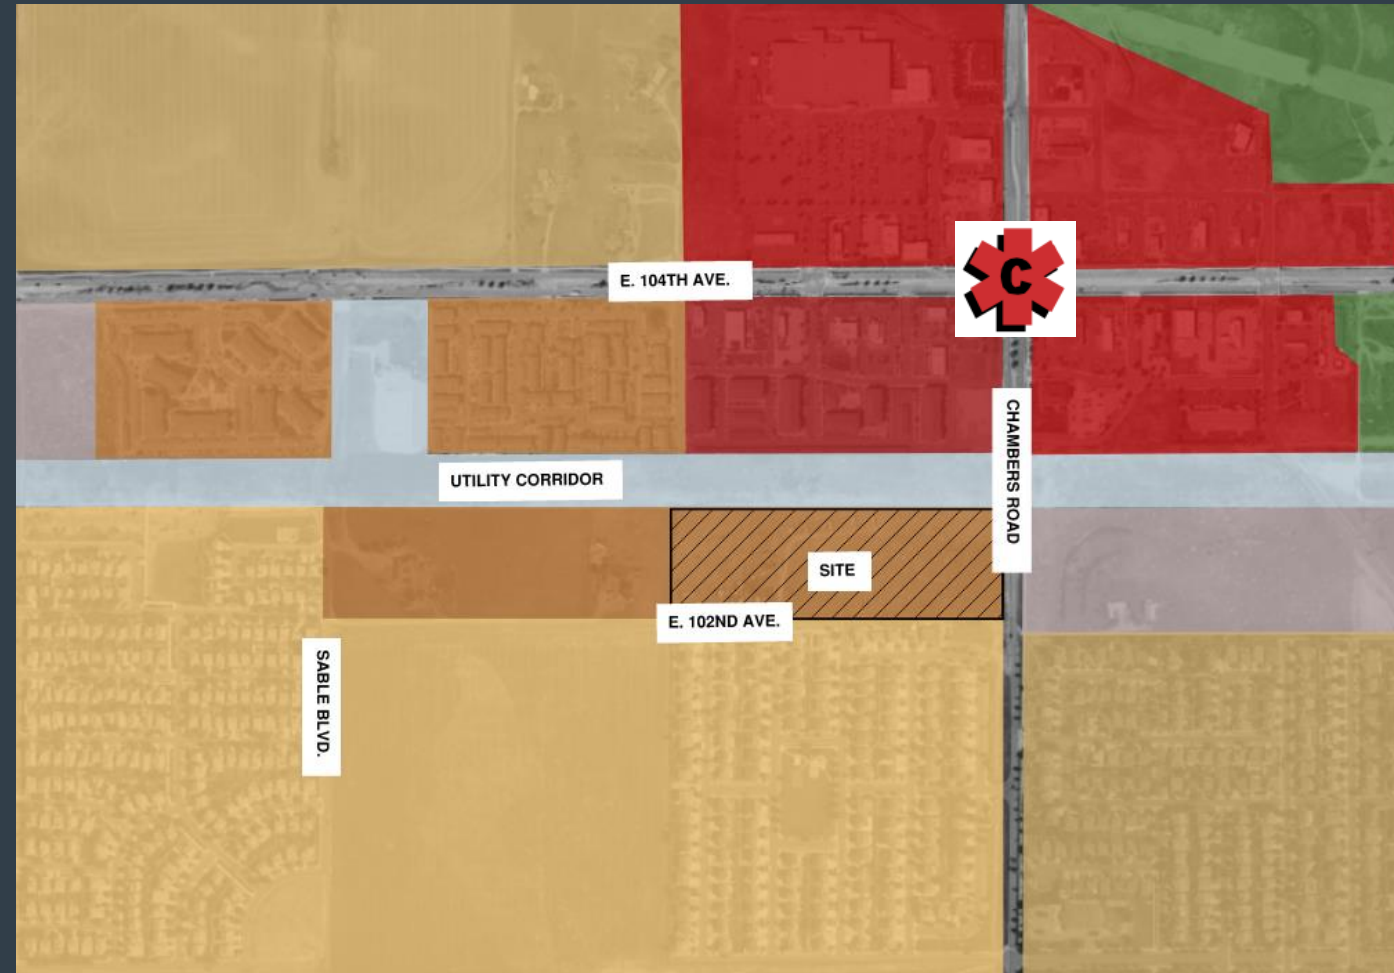 E. 104TH AVE.
C
CHAMBERS ROAD
UTILITY CORRIDOR
SITE
E. 102ND AVE.
SABLE BLVD.